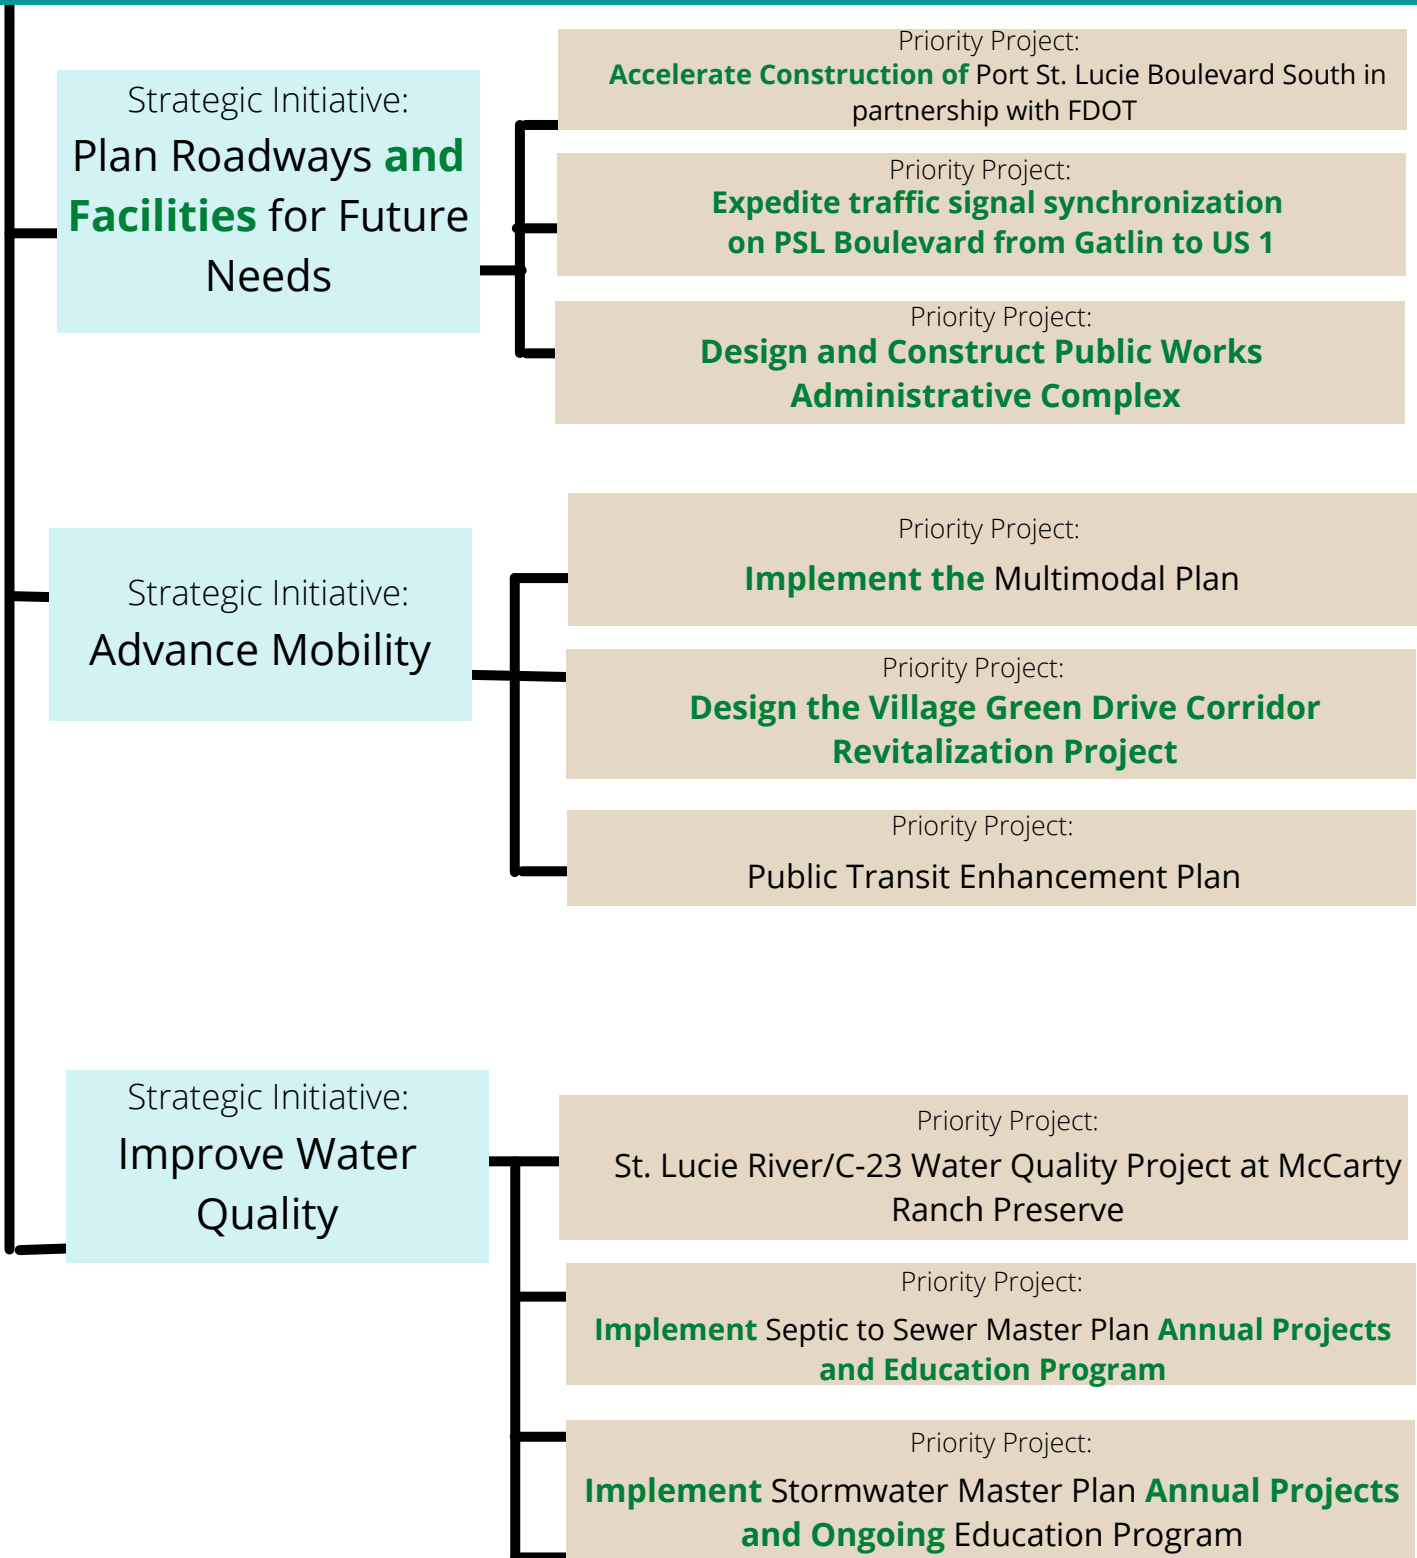 Strategic Initiative:
Plan Roadways and
Facilities for Future
Needs
Priority Project:
Accelerate Construction of Port St. Lucie Boulevard South in
partnership with FDOT
Priority Project:
Expedite traffic signal synchronization
on PSL Boulevard from Gatlin to US 1
Priority Project:
Design and Construct Public Works
Administrative Complex
Strategic Initiative:
Advance Mobility
Priority Project:
Implement the Multimodal Plan
Priority Project:
Design the Village Green Drive Corridor
Revitalization Project
Priority Project:
Public Transit Enhancement Plan
Strategic Initiative:
Improve Water
Quality
Priority Project:
St. Lucie River/C-23 Water Quality Project at McCarty
Ranch Preserve
Priority Project:
Implement Septic to Sewer Master Plan Annual Projects
and Education Program
Priority Project:
Implement Stormwater Master Plan Annual Projects
and Ongoing Education Program